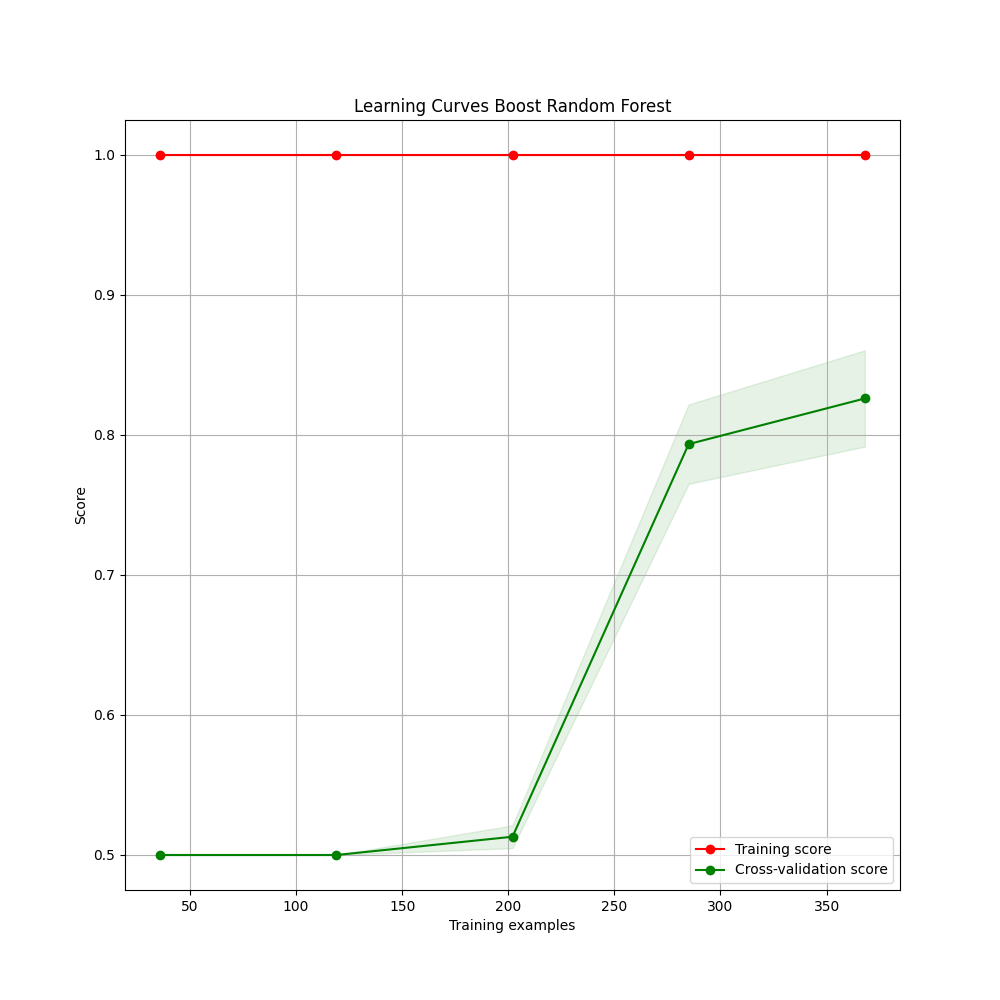 Learning Curves Boost Random Forest
1.0
0.9
0.8
0.7
0.6
0.5
Score
50 100 150 200 250 300 350
Training examples
Training score
Cross-validation score